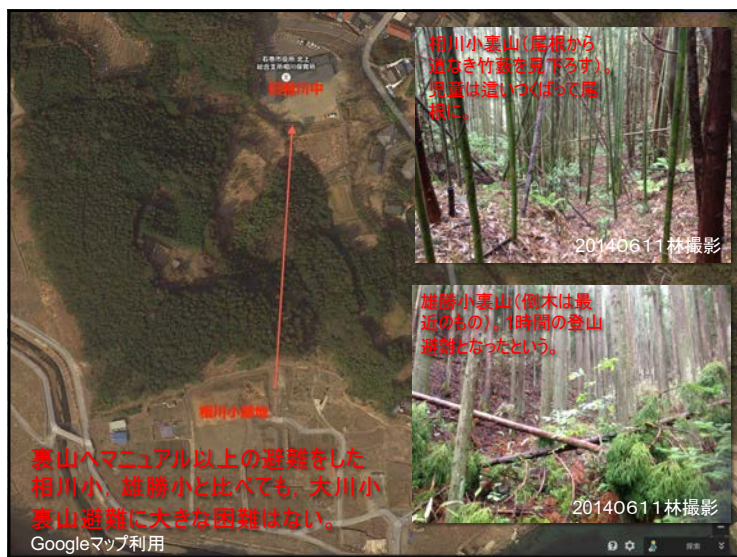 石巻市役所 北上
総合支所相川保育所
旧相川中
相川小跡地
裏山へマニュアル以上の避難をした
相川小，雄勝小と比べても，大川小
裏山避難に大きな困難はない。
Googleマップ利用
相川小裏山（尾根から
道なき竹藪を見下ろす）。
児童は這いつくばって尾
根に。
20140611林撮影
雄勝小裏山（倒木は最
近のもの）。1時間の登山
避難となったという。
20140611林撮影
探索